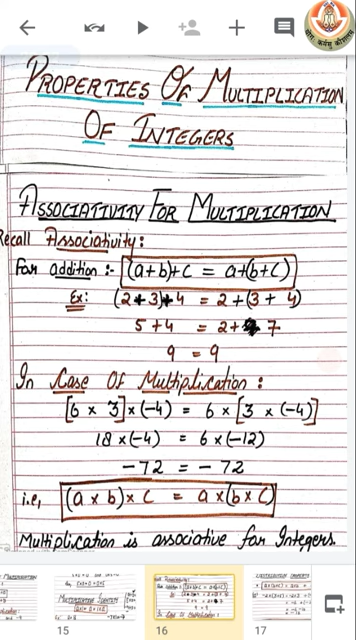 PROPERTIES OF MULTIPLICATION
OF INTEGERS
ASSOCIATIVITY FOR MULTIPLICATION
Recall Associativity:
For addition :- (a+b)+c = a+(b+c)
Ex: (2+3)+4 = 2+(3+4)
5+4 = 2+7
9 = 9
In Case Of Multiplication :
[6 x 3]x(-4) = 6 x [3 x (-4)]
18 x(-4) = 6 x(-12)
-72 = -72
i.e, (a x b) x c = a x (b x c)
Multiplication is associative for Integers.
15
16
17